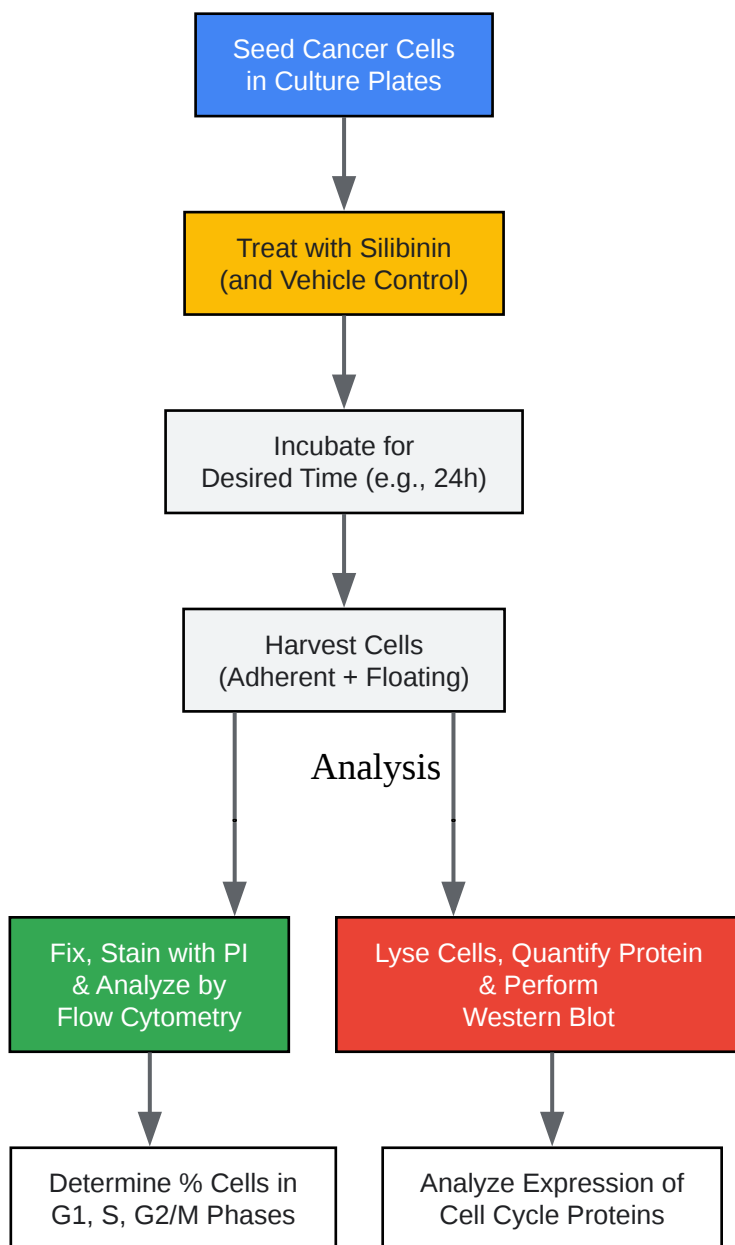 Seed Cancer Cells
in Culture Plates
Treat with Silibinin
(and Vehicle Control)
Incubate for
Desired Time (e.g., 24h)
Harvest Cells
(Adherent + Floating)
Analysis
Fix, Stain with PI
& Analyze by
Flow Cytometry
Lyse Cells, Quantify Protein
& Perform
Western Blot
Determine % Cells in
G1, S, G2/M Phases
Analyze Expression of
Cell Cycle Proteins